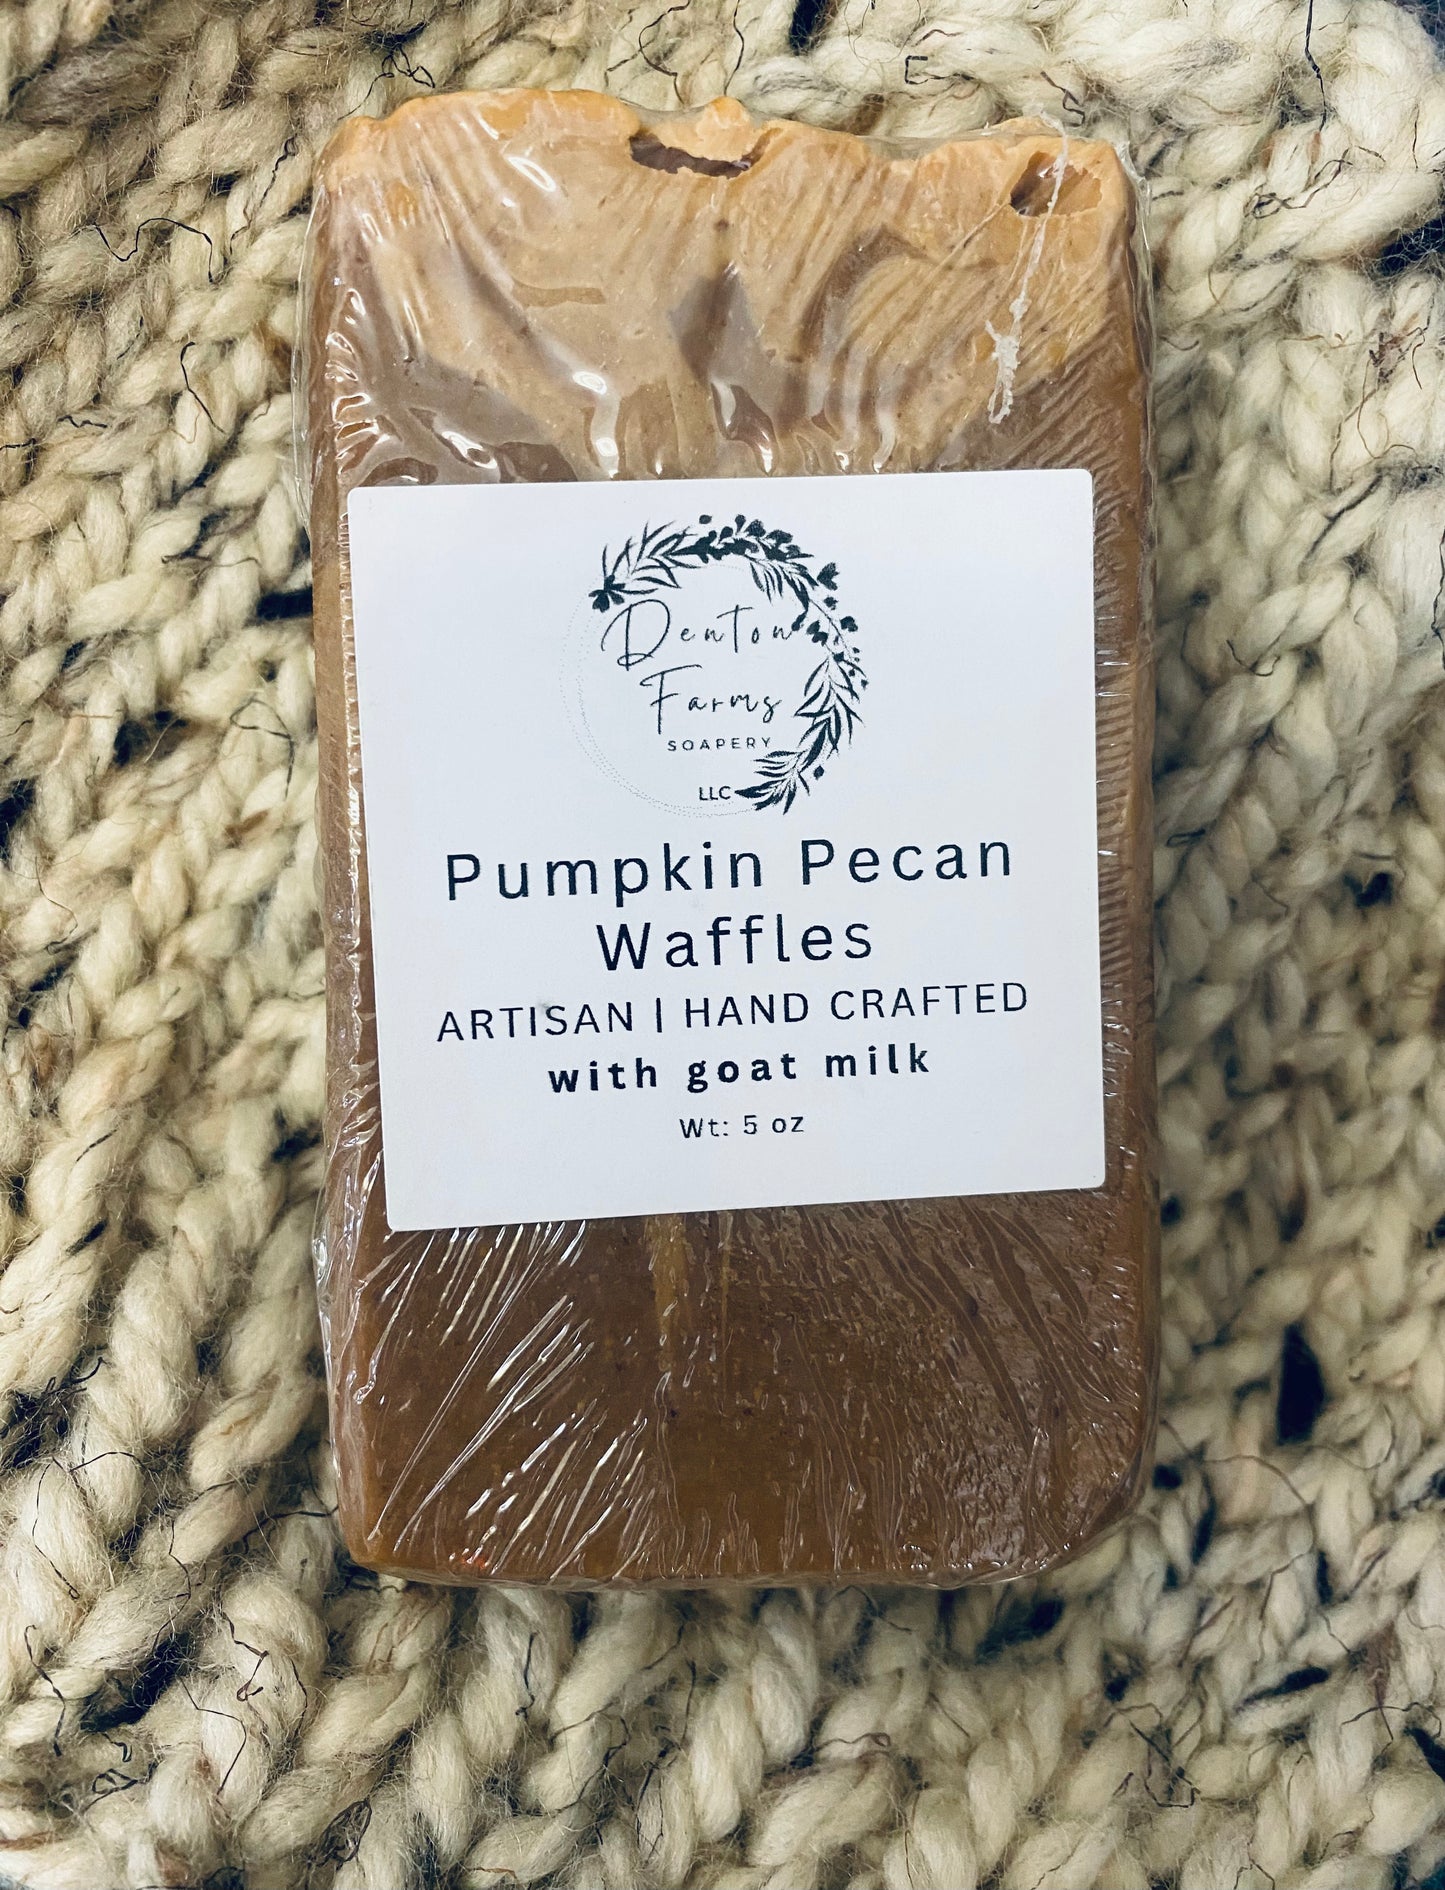 Denton
Farms
SOAPERY
LLC
Pumpkin Pecan
Waffles
ARTISAN | HAND CRAFTED
with goat milk
Wt: 5 oz